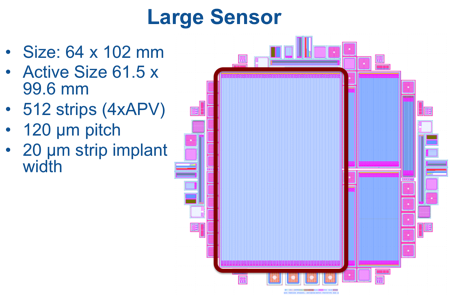 Large Sensor
• Size: 64 x 102 mm
• Active Size 61.5 x
99.6 mm
• 512 strips (4xAPV)
• 120 µm pitch
• 20 µm strip implant
width